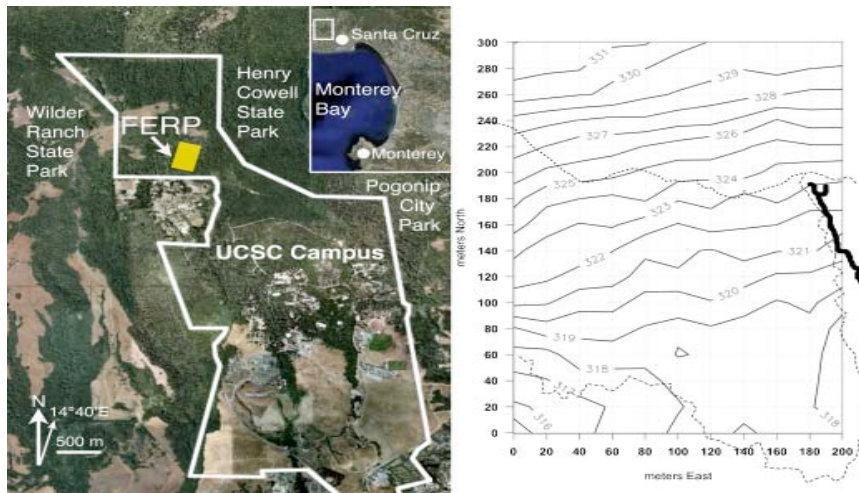 Santa Cruz
Monterey
Bay
Monterey
Henry
Cowell
State
Park
Wilder
Ranch
State
Park
FERP
Pogonip
City
Park
UCSC Campus
N
14°40'E
500 m
300
280
260
240
220
200
180
160
140
120
100
80
60
40
20
0
meters North
331
330
329
328
327
326
325
324
323
322
321
320
319
318
316
318
0 20 40 60 80 100 120 140 160 180 200
meters East